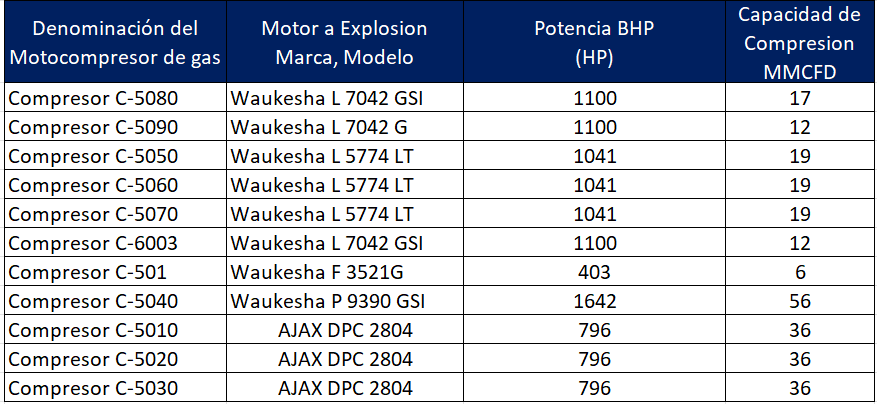 Denominación del Motocompresor de gas | Motor a Explosion Marca, Modelo | Potencia BHP (HP) | Capacidad de Compresion MMCFD
Compresor C-5080 | Waukesha L 7042 GSI | 1100 | 17
Compresor C-5090 | Waukesha L 7042 G | 1100 | 12
Compresor C-5050 | Waukesha L 5774 LT | 1041 | 19
Compresor C-5060 | Waukesha L 5774 LT | 1041 | 19
Compresor C-5070 | Waukesha L 5774 LT | 1041 | 19
Compresor C-6003 | Waukesha L 7042 GSI | 1100 | 12
Compresor C-501 | Waukesha F 3521G | 403 | 6
Compresor C-5040 | Waukesha P 9390 GSI | 1642 | 56
Compresor C-5010 | AJAX DPC 2804 | 796 | 36
Compresor C-5020 | AJAX DPC 2804 | 796 | 36
Compresor C-5030 | AJAX DPC 2804 | 796 | 36